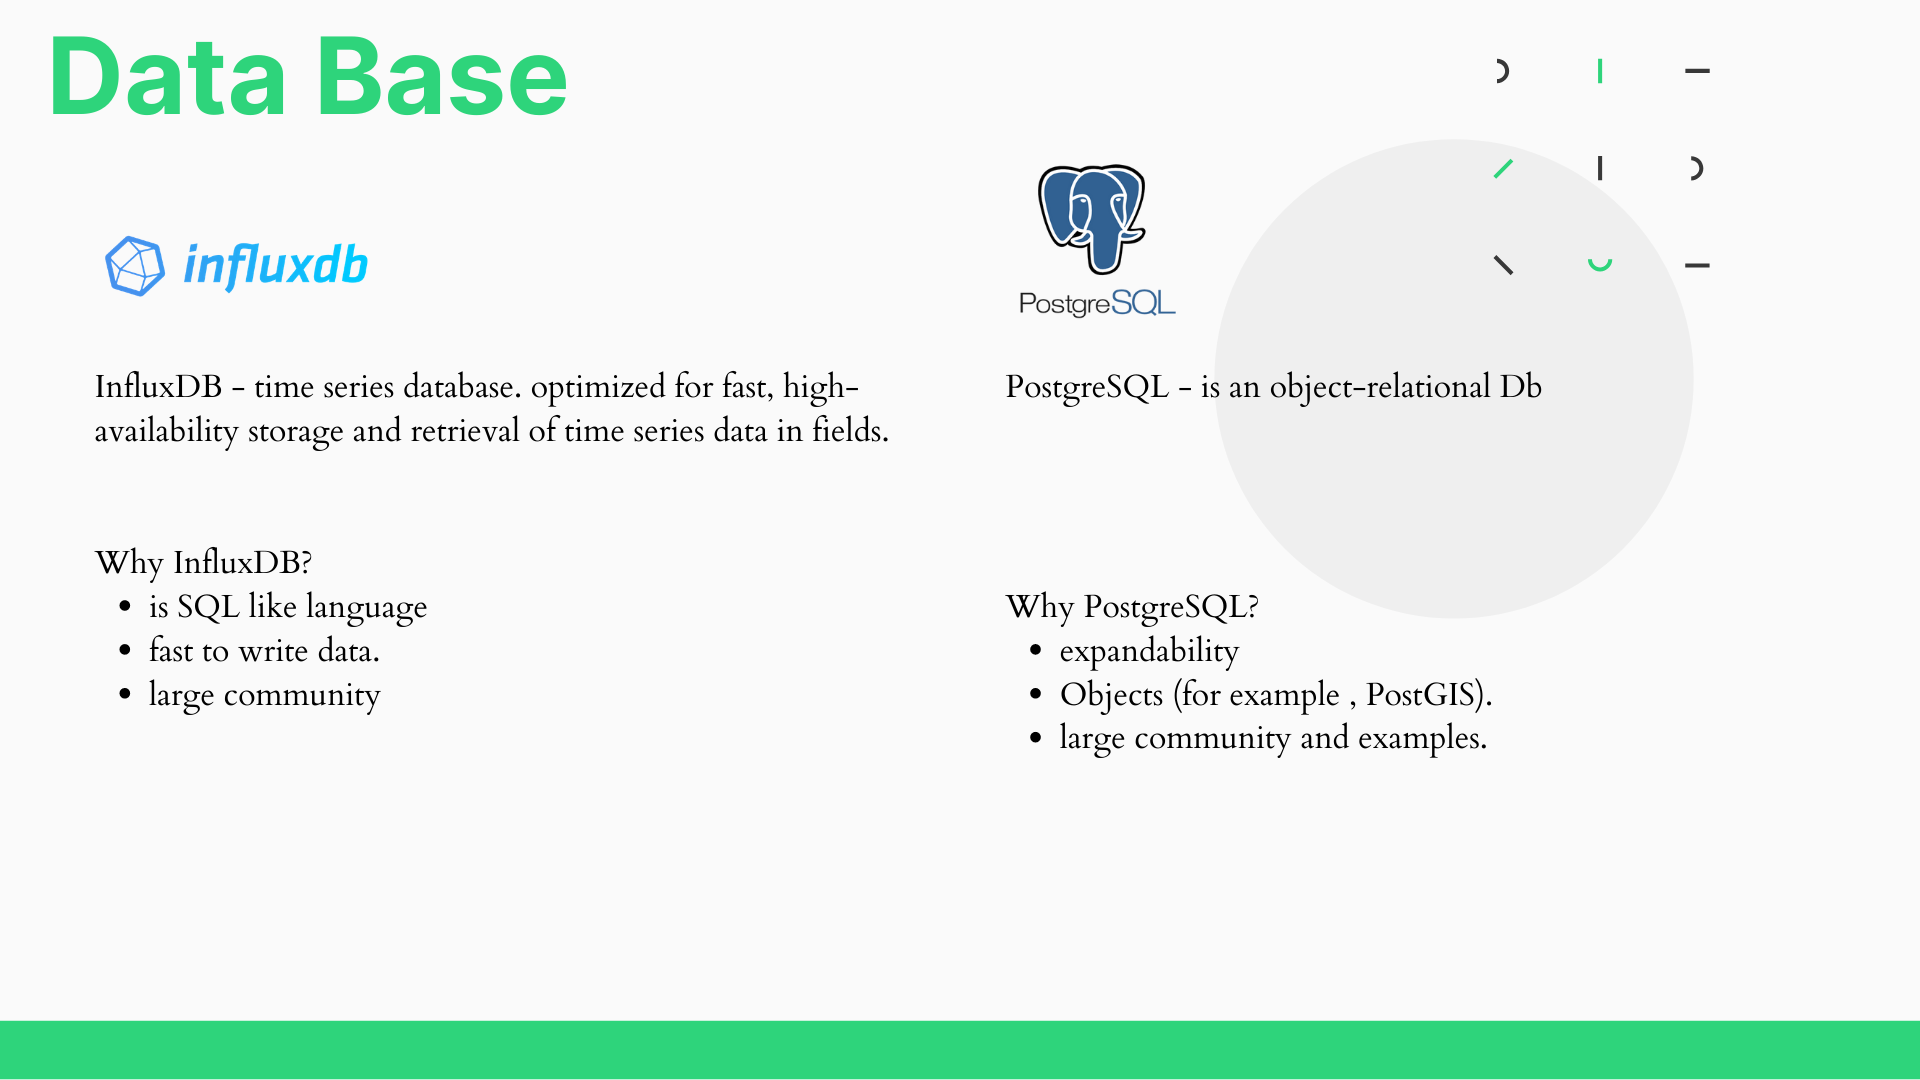 Data Base
influxdb
InfluxDB - time series database. optimized for fast, high-
availability storage and retrieval of time series data in fields.
Why InfluxDB?
• is SQL like language
• fast to write data.
• large community
PostgreSQL
PostgreSQL - is an object-relational Db
Why PostgreSQL?
• expandability
• Objects (for example , PostGIS).
• large community and examples.